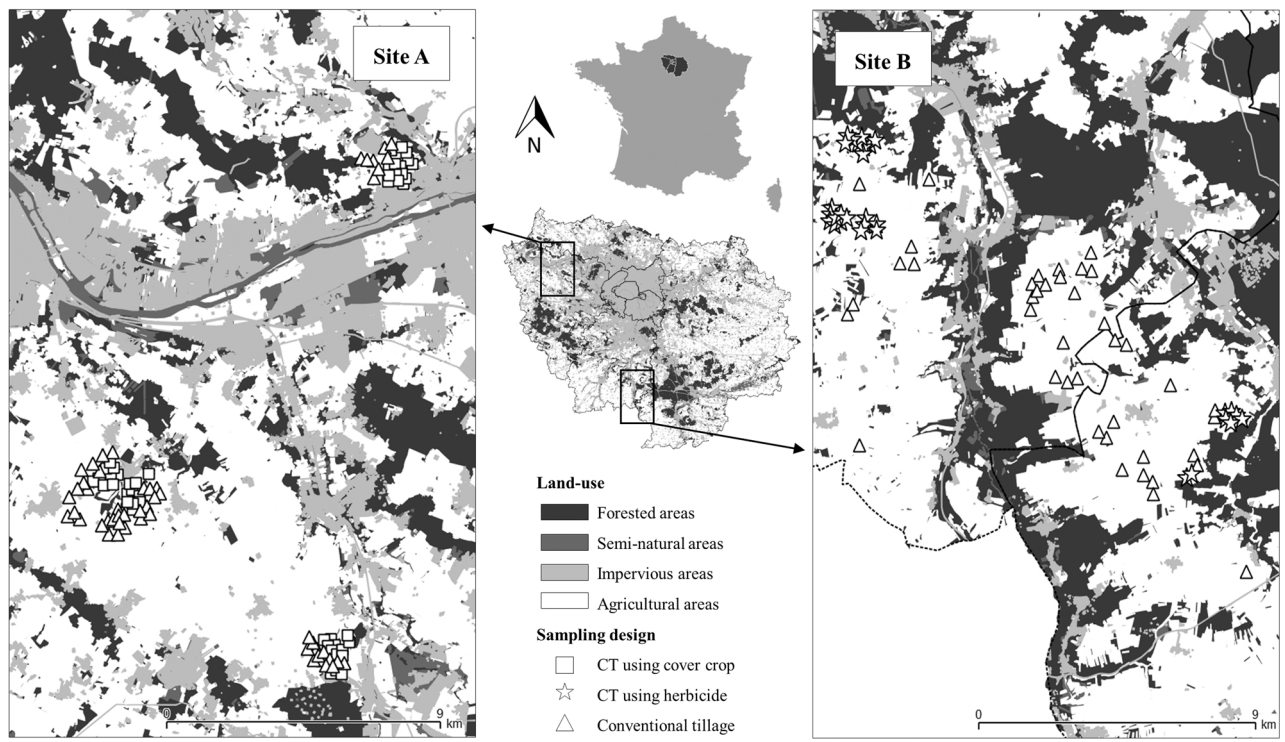 Site A
Site B
N
Land-use
Forested areas
Semi-natural areas
Impervious areas
Agricultural areas
Sampling design
CT using cover crop
CT using herbicide
Conventional tillage
0 9
km
0 9
km